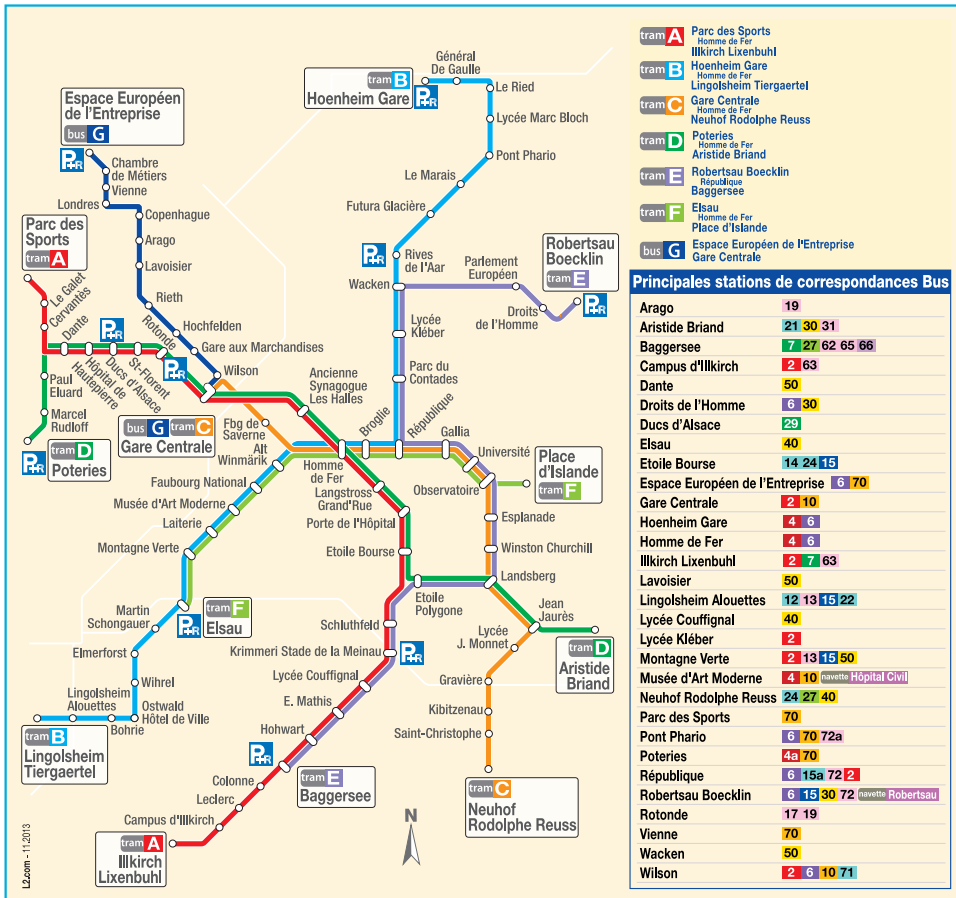 tram B
Hoenheim Gare
P+R
Général
De Gaulle
Le Ried
Lycée Marc Bloch
Pont Phario
Le Marais
Futura Glacière
P+R
Rives
de l'Aar
Wacken
Parlement
Européen
Droits
de l'Homme
Robertsau
Boecklin
tram E
P+R
Lycée
Kléber
Parc du
Contades
Espace Européen
de l'Entreprise
bus G
P+R
Chambre
de Métiers
Vienne
Londres
Copenhague
Arago
Lavoisier
Rieth
Rotonde
Hochfelden
Gare aux Marchandises
Wilson
Parc des
Sports
tram A
Le Galet
Cervantès
Dante
Hôpital de
Hautepierre
Ducs d'Alsace
St-Florent
P+R
P+R
Paul
Eluard
Marcel
Rudloff
P+R
tram D
Poteries
bus G tram C
Gare Centrale
Fbg de
Saverne
Alt
Winmärik
Ancienne
Synagogue
Les Halles
Broglie
République
Gallia
Université
Observatoire
Place
d'Islande
tram F
Homme
de Fer
Langstross
Grand'Rue
Porte de l'Hôpital
Faubourg National
Musée d'Art Moderne
Laiterie
Montagne Verte
Etoile Bourse
Esplanade
Winston Churchill
Landsberg
Etoile
Polygone
Jean
Jaurès
tram D
Aristide
Briand
Lycée
J. Monnet
Gravière
Kibitzenau
Saint-Christophe
tram C
Neuhof
Rodolphe Reuss
P+R
tram F
Elsau
Martin
Schongauer
Elmerforst
Wihrel
Ostwald
Hôtel de Ville
Bohrie
Lingolsheim
Alouettes
tram B
Lingolsheim
Tiergaertel
Schluthfeld
Krimmeri Stade de la Meinau
P+R
Lycée Couffignal
E. Mathis
Hohwart
P+R
tram E
Baggersee
Colonne
Leclerc
Campus d'Illkirch
tram A
Illkirch
Lixenbuhl
N
L2.com - 11.2013
tram A Parc des Sports
Homme de Fer
Illkirch Lixenbuhl
tram B Hoenheim Gare
Homme de Fer
Lingolsheim Tiergaertel
tram C Gare Centrale
Homme de Fer
Neuhof Rodolphe Reuss
tram D Poteries
Homme de Fer
Aristide Briand
tram E Robertsau Boecklin
République
Baggersee
tram F Elsau
Homme de Fer
Place d'Islande
bus G Espace Européen de l'Entreprise
Gare Centrale
Principales stations de correspondances Bus
Arago 19
Aristide Briand 21 30 31
Baggersee 7 27 62 65 66
Campus d'Illkirch 2 63
Dante 50
Droits de l'Homme 6 30
Ducs d'Alsace 29
Elsau 40
Etoile Bourse 14 24 15
Espace Européen de l'Entreprise 6 70
Gare Centrale 2 10
Hoenheim Gare 4 6
Homme de Fer 4 6
Illkirch Lixenbuhl 2 7 63
Lavoisier 50
Lingolsheim Alouettes 12 13 15 22
Lycée Couffignal 40
Lycée Kléber 2
Montagne Verte 2 13 15 50
Musée d'Art Moderne 4 10 navette Hôpital Civil
Neuhof Rodolphe Reuss 24 27 40
Parc des Sports 70
Pont Phario 6 70 72a
Poteries 4a 70
République 6 15a 72 2
Robertsau Boecklin 6 15 30 72 navette Robertsau
Rotonde 17 19
Vienne 70
Wacken 50
Wilson 2 6 10 71